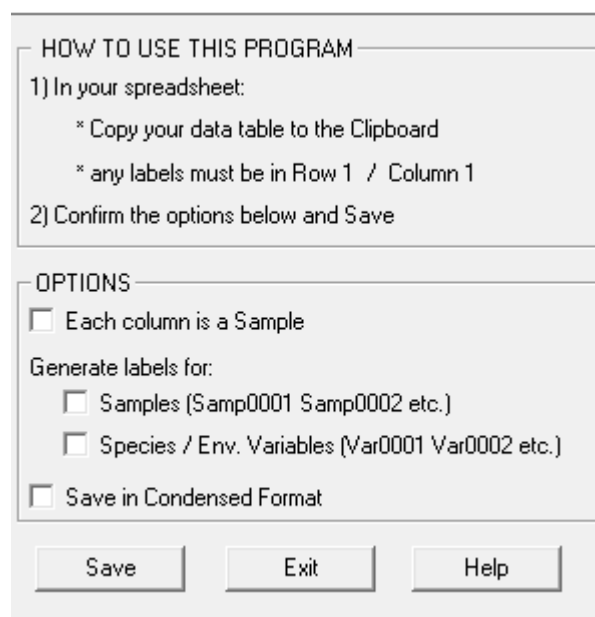 HOW TO USE THIS PROGRAM
1) In your spreadsheet:
* Copy your data table to the Clipboard
* any labels must be in Row 1 / Column 1
2) Confirm the options below and Save
OPTIONS
Each column is a Sample
Generate labels for:
Samples (Samp0001 Samp0002 etc.)
Species / Env. Variables (Var0001 Var0002 etc.)
Save in Condensed Format
Save Exit Help